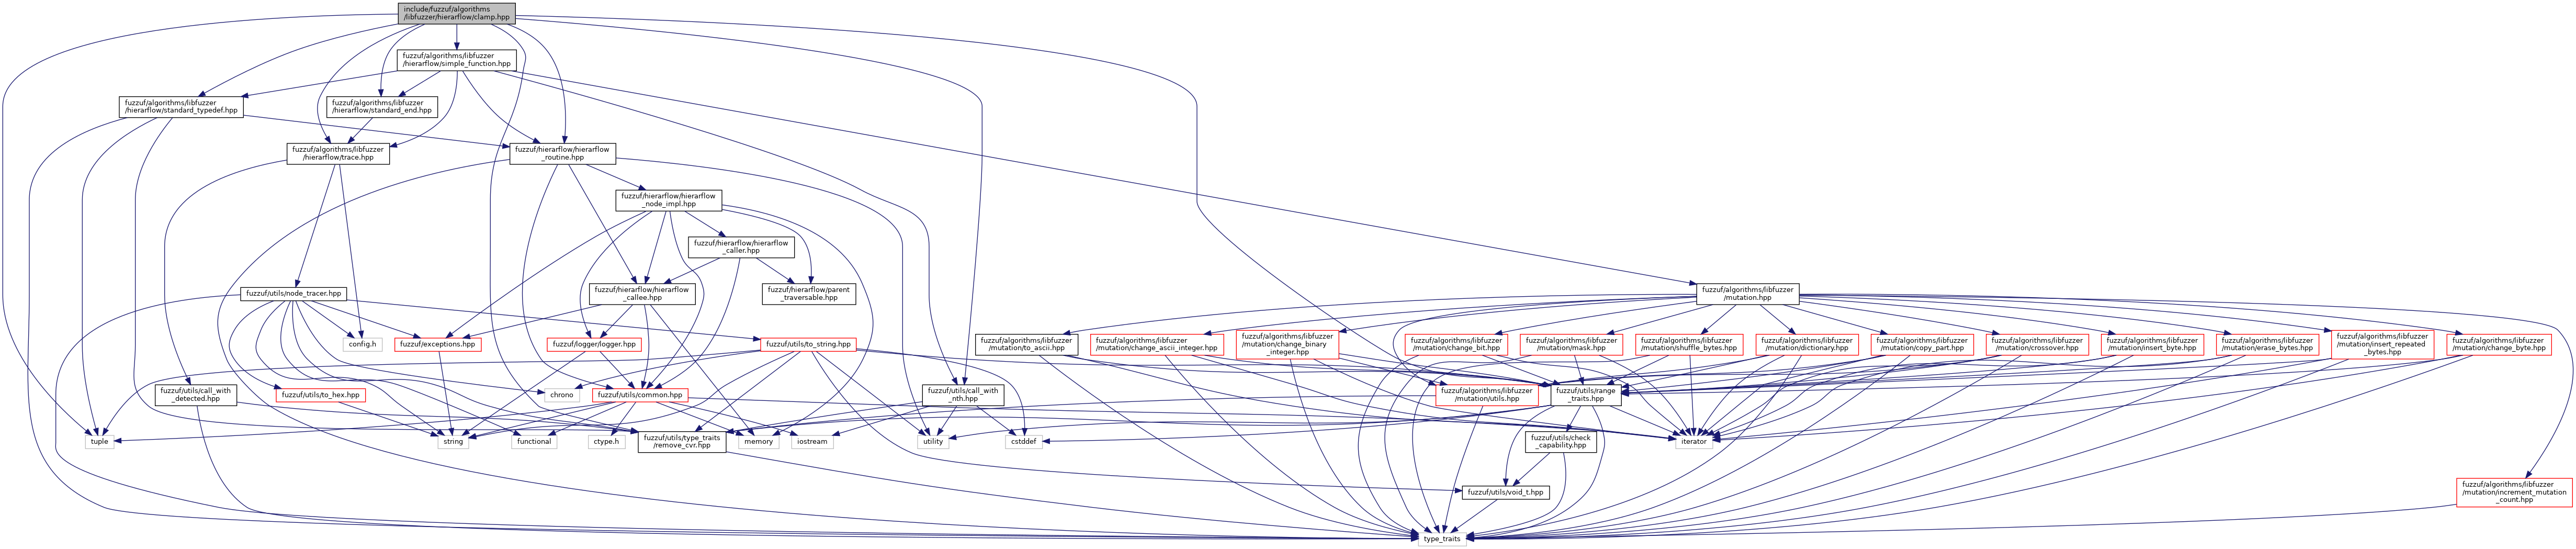 include/fuzzuf/algorithms
/libfuzzer/hierarflow/clamp.hpp
fuzzuf/algorithms/libfuzzer
/hierarflow/simple_function.hpp
fuzzuf/algorithms/libfuzzer
/hierarflow/standard_typedef.hpp
fuzzuf/algorithms/libfuzzer
/hierarflow/standard_end.hpp
fuzzuf/algorithms/libfuzzer
/hierarflow/trace.hpp
fuzzuf/hierarflow/hierarflow
_routine.hpp
fuzzuf/hierarflow/hierarflow
_node_impl.hpp
fuzzuf/hierarflow/hierarflow
_caller.hpp
fuzzuf/utils/node_tracer.hpp
fuzzuf/hierarflow/hierarflow
_callee.hpp
fuzzuf/hierarflow/parent
_traversable.hpp
fuzzuf/algorithms/libfuzzer
/mutation.hpp
config.h
fuzzuf/exceptions.hpp
fuzzuf/logger/logger.hpp
fuzzuf/utils/to_string.hpp
fuzzuf/algorithms/libfuzzer
/mutation/to_ascii.hpp
fuzzuf/algorithms/libfuzzer
/mutation/change_ascii_integer.hpp
fuzzuf/algorithms/libfuzzer
/mutation/change_binary
_integer.hpp
fuzzuf/algorithms/libfuzzer
/mutation/change_bit.hpp
fuzzuf/algorithms/libfuzzer
/mutation/mask.hpp
fuzzuf/algorithms/libfuzzer
/mutation/shuffle_bytes.hpp
fuzzuf/algorithms/libfuzzer
/mutation/dictionary.hpp
fuzzuf/algorithms/libfuzzer
/mutation/copy_part.hpp
fuzzuf/algorithms/libfuzzer
/mutation/crossover.hpp
fuzzuf/algorithms/libfuzzer
/mutation/insert_byte.hpp
fuzzuf/algorithms/libfuzzer
/mutation/erase_bytes.hpp
fuzzuf/algorithms/libfuzzer
/mutation/insert_repeated
_bytes.hpp
fuzzuf/algorithms/libfuzzer
/mutation/change_byte.hpp
fuzzuf/utils/call_with
_detected.hpp
fuzzuf/utils/to_hex.hpp
chrono
fuzzuf/utils/common.hpp
fuzzuf/utils/call_with
_nth.hpp
fuzzuf/algorithms/libfuzzer
/mutation/utils.hpp
fuzzuf/utils/range
_traits.hpp
tuple
string
functional
ctype.h
fuzzuf/utils/type_traits
/remove_cvr.hpp
memory
iostream
utility
cstddef
fuzzuf/utils/check
_capability.hpp
iterator
fuzzuf/utils/void_t.hpp
fuzzuf/algorithms/libfuzzer
/mutation/increment_mutation
_count.hpp
type_traits